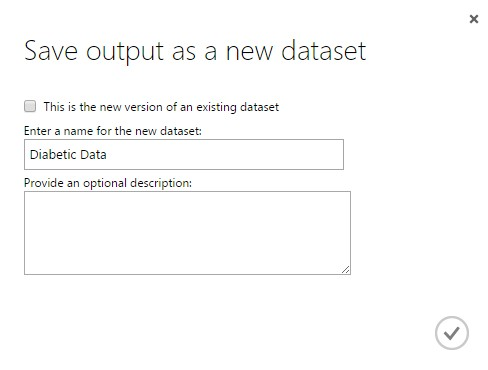 Save output as a new dataset
This is the new version of an existing dataset
Enter a name for the new dataset:
Diabetic Data
Provide an optional description: